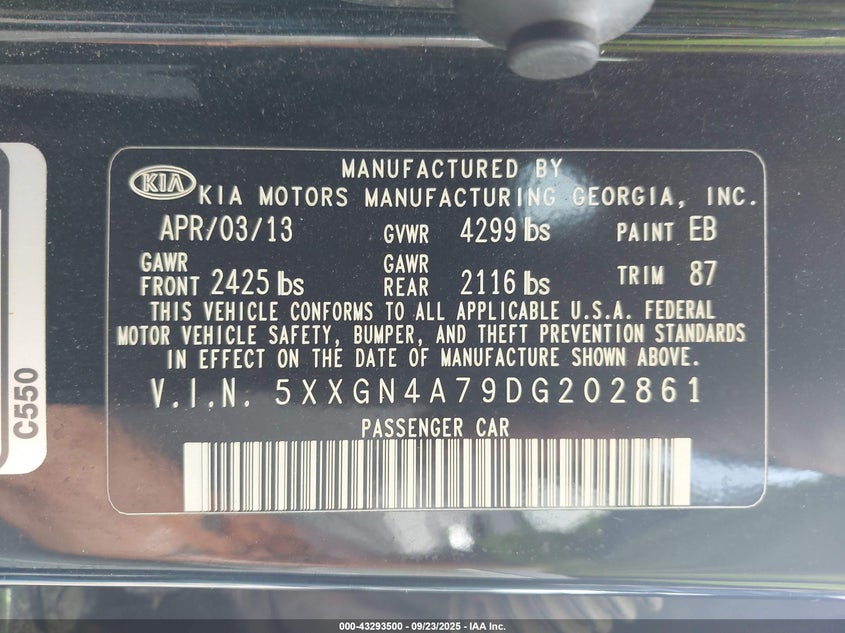 MANUFACTURED BY
KIA KIA MOTORS MANUFACTURING GEORGIA, INC.
APR/03/13 GVWR 4299 lbs PAINT EB
GAWR FRONT 2425 lbs GAWR REAR 2116 lbs TRIM 87
THIS VEHICLE CONFORMS TO ALL APPLICABLE U.S.A. FEDERAL
MOTOR VEHICLE SAFETY, BUMPER, AND THEFT PREVENTION STANDARDS
IN EFFECT ON THE DATE OF MANUFACTURE SHOWN ABOVE.
V.I.N. 5XXGN4A79DG202861
PASSENGER CAR
C550
000-43293500 - 09/23/2025 - IAA Inc.